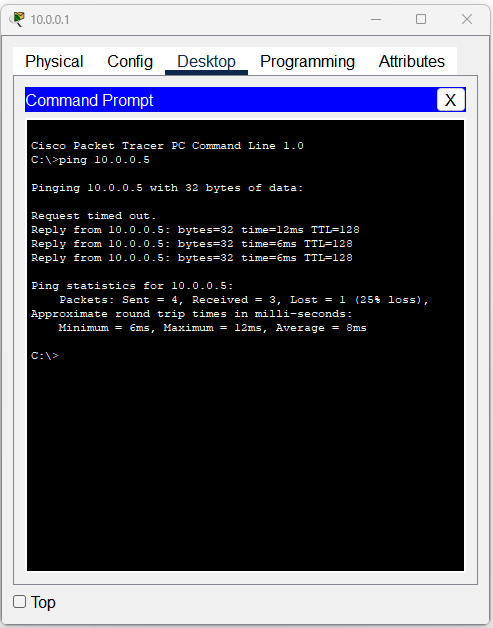 10.0.0.1
Physical Config Desktop Programming Attributes
Command Prompt X
Cisco Packet Tracer PC Command Line 1.0
C:\>ping 10.0.0.5
Pinging 10.0.0.5 with 32 bytes of data:
Request timed out.
Reply from 10.0.0.5: bytes=32 time=12ms TTL=128
Reply from 10.0.0.5: bytes=32 time=6ms TTL=128
Reply from 10.0.0.5: bytes=32 time=6ms TTL=128
Ping statistics for 10.0.0.5:
Packets: Sent = 4, Received = 3, Lost = 1 (25% loss),
Approximate round trip times in milli-seconds:
Minimum = 6ms, Maximum = 12ms, Average = 8ms
C:\>
Top